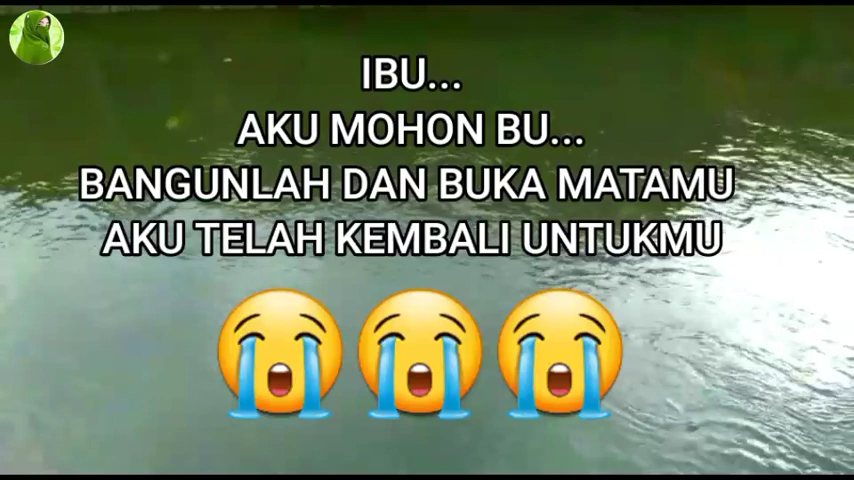 IBU...
AKU MOHON BU...
BANGUNLAH DAN BUKA MATAMU
AKU TELAH KEMBALI UNTUKMU